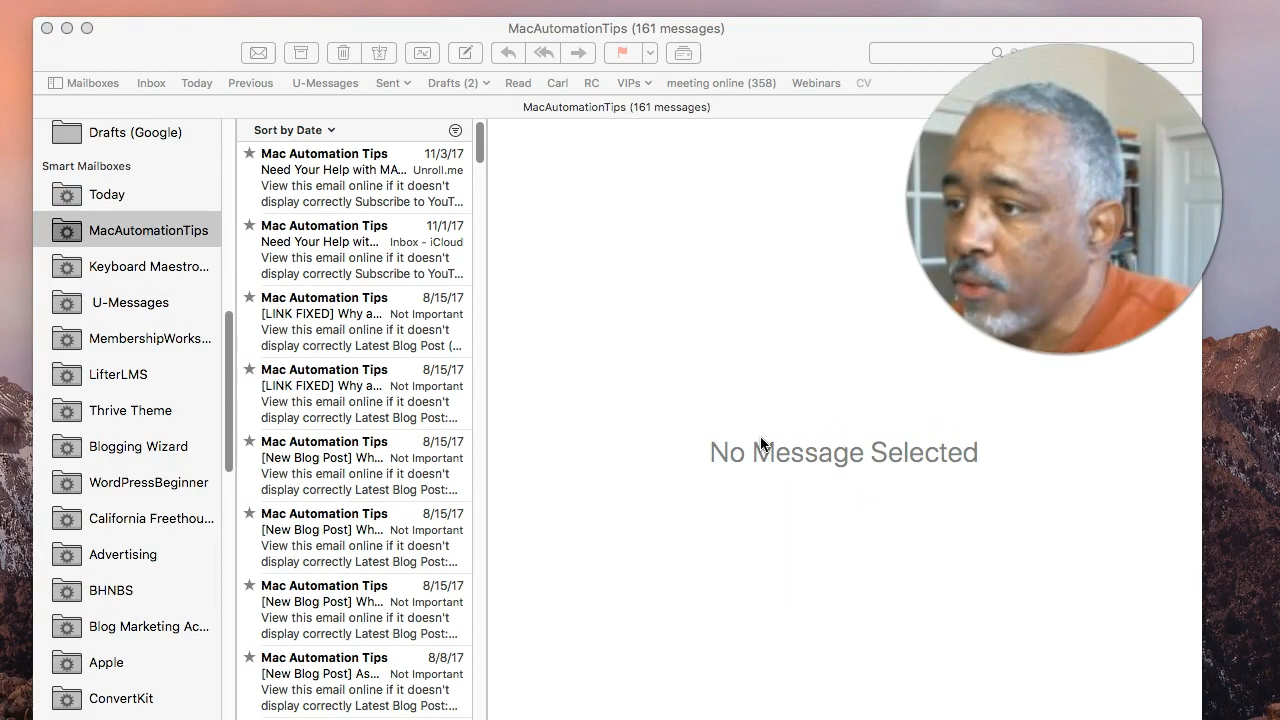 MacAutomationTips (161 messages)
Mailboxes Inbox Today Previous U-Messages Sent Drafts (2) Read Carl RC VIPs meeting online (358) Webinars CV
MacAutomationTips (161 messages)
Drafts (Google)
Smart Mailboxes
Today
MacAutomationTips
Keyboard Maestro...
U-Messages
MembershipWorks...
LifterLMS
Thrive Theme
Blogging Wizard
WordPressBeginner
California Freethou...
Advertising
BHNBS
Blog Marketing Ac...
Apple
ConvertKit
Sort by Date
Mac Automation Tips 11/3/17
Need Your Help with MA... Unroll.me
View this email online if it doesn't
display correctly Subscribe to YouT...
Mac Automation Tips 11/1/17
Need Your Help wit... Inbox - iCloud
View this email online if it doesn't
display correctly Subscribe to YouT...
Mac Automation Tips 8/15/17
[LINK FIXED] Why a... Not Important
View this email online if it doesn't
display correctly Latest Blog Post (...
Mac Automation Tips 8/15/17
[LINK FIXED] Why a... Not Important
View this email online if it doesn't
display correctly Latest Blog Post:...
Mac Automation Tips 8/15/17
[New Blog Post] Wh... Not Important
View this email online if it doesn't
display correctly Latest Blog Post:...
Mac Automation Tips 8/15/17
[New Blog Post] Wh... Not Important
View this email online if it doesn't
display correctly Latest Blog Post:...
Mac Automation Tips 8/15/17
[New Blog Post] Wh... Not Important
View this email online if it doesn't
display correctly Latest Blog Post:...
Mac Automation Tips 8/8/17
[New Blog Post] As... Not Important
View this email online if it doesn't
display correctly Latest Blog Post:...
No Message Selected